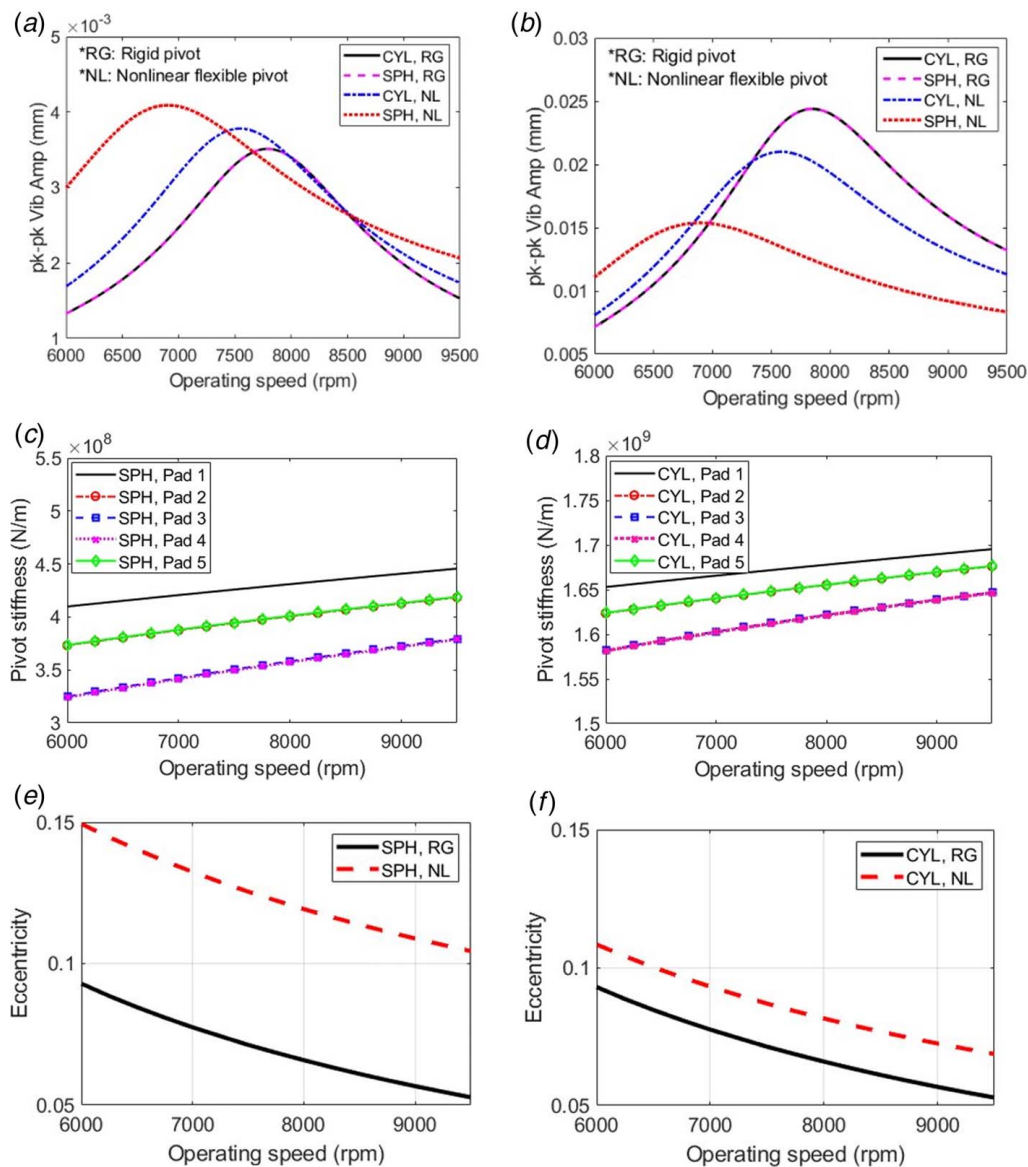 (a)
×10⁻³
*RG: Rigid pivot
*NL: Nonlinear flexible pivot
CYL, RG
SPH, RG
CYL, NL
SPH, NL
5
4
3
2
1
pk-pk Vib Amp (mm)
6000 6500 7000 7500 8000 8500 9000 9500
Operating speed (rpm)
(b)
*RG: Rigid pivot
*NL: Nonlinear flexible pivot
CYL, RG
SPH, RG
CYL, NL
SPH, NL
0.03
0.025
0.02
0.015
0.01
0.005
pk-pk Vib Amp (mm)
6000 6500 7000 7500 8000 8500 9000 9500
Operating speed (rpm)
(c)
×10⁸
SPH, Pad 1
SPH, Pad 2
SPH, Pad 3
SPH, Pad 4
SPH, Pad 5
5.5
5
4.5
4
3.5
3
Pivot stiffness (N/m)
6000 7000 8000 9000
Operating speed (rpm)
(d)
×10⁹
CYL, Pad 1
CYL, Pad 2
CYL, Pad 3
CYL, Pad 4
CYL, Pad 5
1.8
1.75
1.7
1.65
1.6
1.55
1.5
Pivot stiffness (N/m)
6000 7000 8000 9000
Operating speed (rpm)
(e)
SPH, RG
SPH, NL
0.15
0.1
0.05
Eccentricity
6000 7000 8000 9000
Operating speed (rpm)
(f)
CYL, RG
CYL, NL
0.15
0.1
0.05
Eccentricity
6000 7000 8000 9000
Operating speed (rpm)